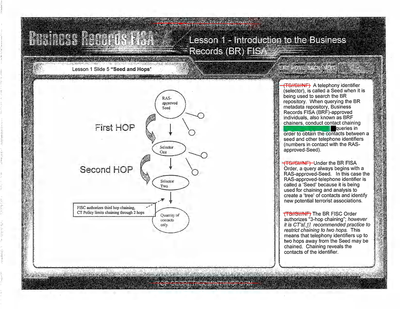 TOP SECRET//COMINT//NOFORN
Business Records FISA
Lesson 1 - Introduction to the Business
Records (BR) FISA
Lesson 1 Slide 5 "Seed and Hops"
RAS-
approved
Seed
First HOP
Selector
One
Second HOP
Selector
Two
FISC authorizes third hop chaining,
CT Policy limits chaining through 2 hops
Quantity of
contacts
only
(TS//SI//NF) A telephony identifier
(selector), is called a Seed when it is
being used to search the BR
repository. When querying the BR
metadata repository, Business
Records FISA (BRF)-approved
individuals, also known as BRF
chainers, conduct contact chaining
queries in
order to obtain the contacts between a
seed and other telephone identifiers
(numbers in contact with the RAS-
approved-Seed).
(TS//SI//NF) Under the BR FISA
Order, a query always begins with a
RAS-approved-Seed. In this case the
RAS-approved-telephone identifier is
called a 'Seed' because it is being
used for chaining and analysis to
create a 'tree' of contacts and identify
new potential terrorist associations.
(TS//SI//NF) The BR FISC Order
authorizes "3-hop chaining"; however
it is CT's recommended practice to
restrict chaining to two hops. This
means that telephony identifiers up to
two hops away from the Seed may be
chained. Chaining reveals the
contacts of the identifier.
TOP SECRET//COMINT//NOFORN